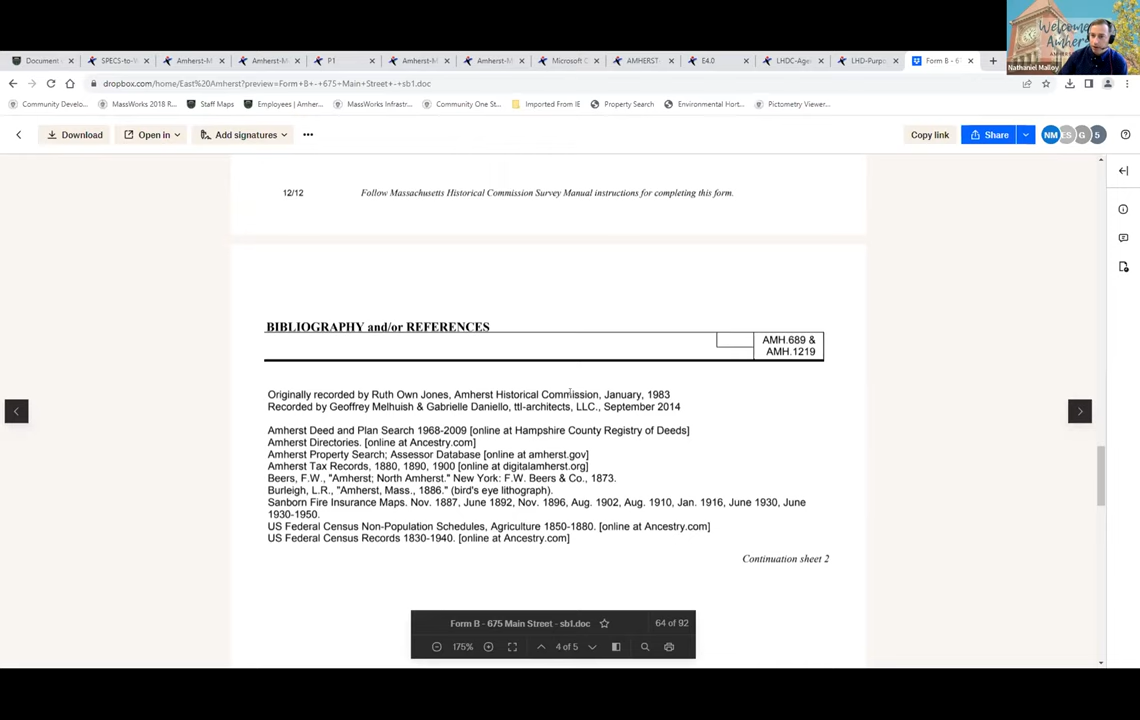 Welcome
Amherst
Nathaniel Malloy
Document
SPECS-to-
Amherst-M
Amherst-M
P1
Amherst-M
Amherst-M
Microsoft C
AMHERST
E4.0
LHDC-Age
LHD-Purpo
Form B - 6
dropbox.com/home/East%20Amherst?preview=Form+B+-+675+Main+Street+-+sb1.doc
Community Develo...
MassWorks 2018 R...
Staff Maps
Employees | Amher...
MassWorks Infrastr...
Community One St...
Imported From IE
Property Search
Environmental Hort...
Pictometry Viewer...
Download
Open in
Add signatures
Copy link
Share
NM
ES
G
5
12/12 Follow Massachusetts Historical Commission Survey Manual instructions for completing this form.
BIBLIOGRAPHY and/or REFERENCES
AMH.689 &
AMH.1219
Originally recorded by Ruth Own Jones, Amherst Historical Commission, January, 1983
Recorded by Geoffrey Melhuish & Gabrielle Daniello, ttl-architects, LLC., September 2014
Amherst Deed and Plan Search 1968-2009 [online at Hampshire County Registry of Deeds]
Amherst Directories. [online at Ancestry.com]
Amherst Property Search; Assessor Database [online at amherst.gov]
Amherst Tax Records, 1880, 1890, 1900 [online at digitalamherst.org]
Beers, F.W., "Amherst; North Amherst." New York: F.W. Beers & Co., 1873.
Burleigh, L.R., "Amherst, Mass., 1886." (bird's eye lithograph).
Sanborn Fire Insurance Maps. Nov. 1887, June 1892, Nov. 1896, Aug. 1902, Aug. 1910, Jan. 1916, June 1930, June
1930-1950.
US Federal Census Non-Population Schedules, Agriculture 1850-1880. [online at Ancestry.com]
US Federal Census Records 1830-1940. [online at Ancestry.com]
Continuation sheet 2
Form B - 675 Main Street - sb1.doc
64 of 92
175%
4 of 5